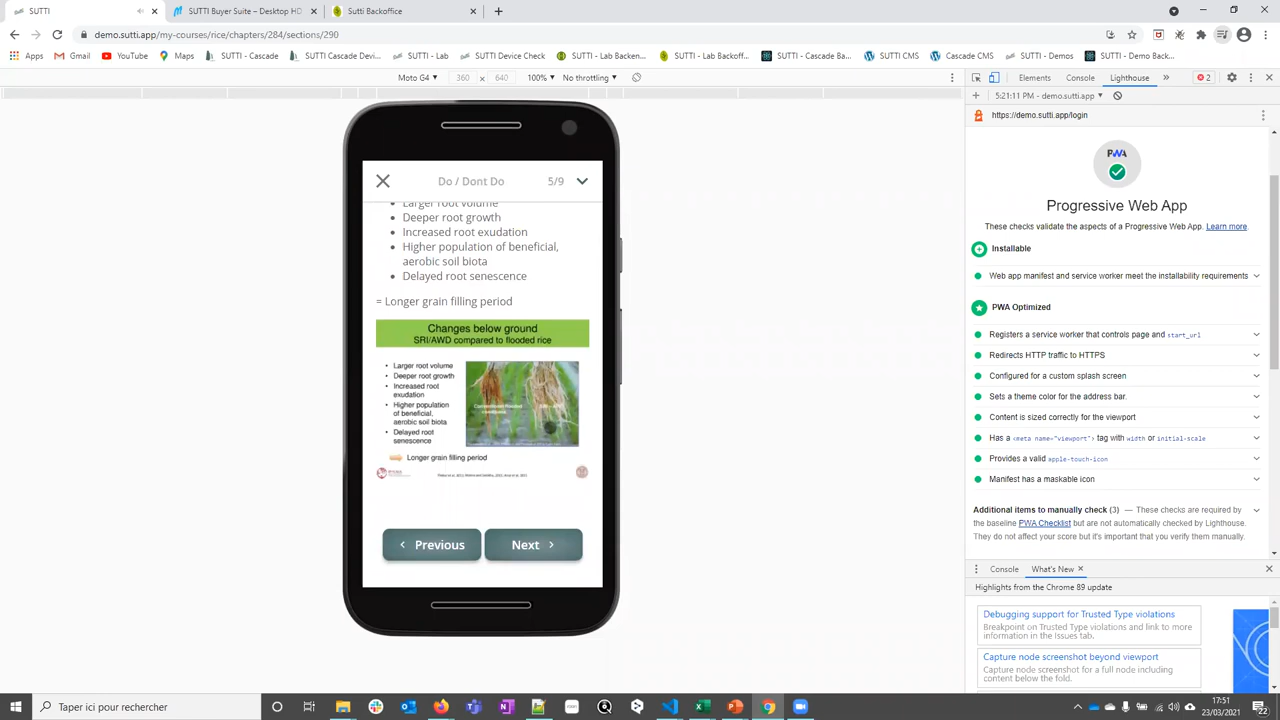 SUTTI
SUTTI Buyer Suite – Desktop HD
Sutti Backoffice
demo.sutti.app/my-courses/rice/chapters/284/sections/290
Apps
Gmail
YouTube
Maps
SUTTI Cascade Devi...
SUTTI - Lab
SUTTI Device Check
SUTTI - Lab Backen...
SUTTI - Lab Backoff...
SUTTI - Cascade Ba...
SUTTI CMS
Cascade CMS
SUTTI - Demos
SUTTI - Demo Back...
Moto G4 360 x 640 100% No throttling
Elements Console Lighthouse » 2
5:21:11 PM - demo.sutti.app
https://demo.sutti.app/login
Do / Dont Do 5/9
Larger root volume
Deeper root growth
Increased root exudation
Higher population of beneficial,
aerobic soil biota
Delayed root senescence
= Longer grain filling period
Changes below ground
SRI/AWD compared to flooded rice
Larger root volume
Deeper root growth
Increased root
exudation
Higher population
of beneficial,
aerobic soil biota
Delayed root
senescence
Longer grain filling period
< Previous
Next >
PWA
Progressive Web App
These checks validate the aspects of a Progressive Web App. Learn more.
Installable
Web app manifest and service worker meet the installability requirements
PWA Optimized
Registers a service worker that controls page and start_url
Redirects HTTP traffic to HTTPS
Configured for a custom splash screen
Sets a theme color for the address bar.
Content is sized correctly for the viewport
Has a <meta name="viewport"> tag with width or initial-scale
Provides a valid apple-touch-icon
Manifest has a maskable icon
Additional items to manually check (3) — These checks are required by
the baseline PWA Checklist but are not automatically checked by Lighthouse.
They do not affect your score but it's important that you verify them manually.
Console What's New
Highlights from the Chrome 89 update
Debugging support for Trusted Type violations
Breakpoint on Trusted Type violations and link to more
information in the Issues tab.
Capture node screenshot beyond viewport
Capture node screenshot for a full node including
content below the fold.
Taper ici pour rechercher
17:51
23/03/2021
22